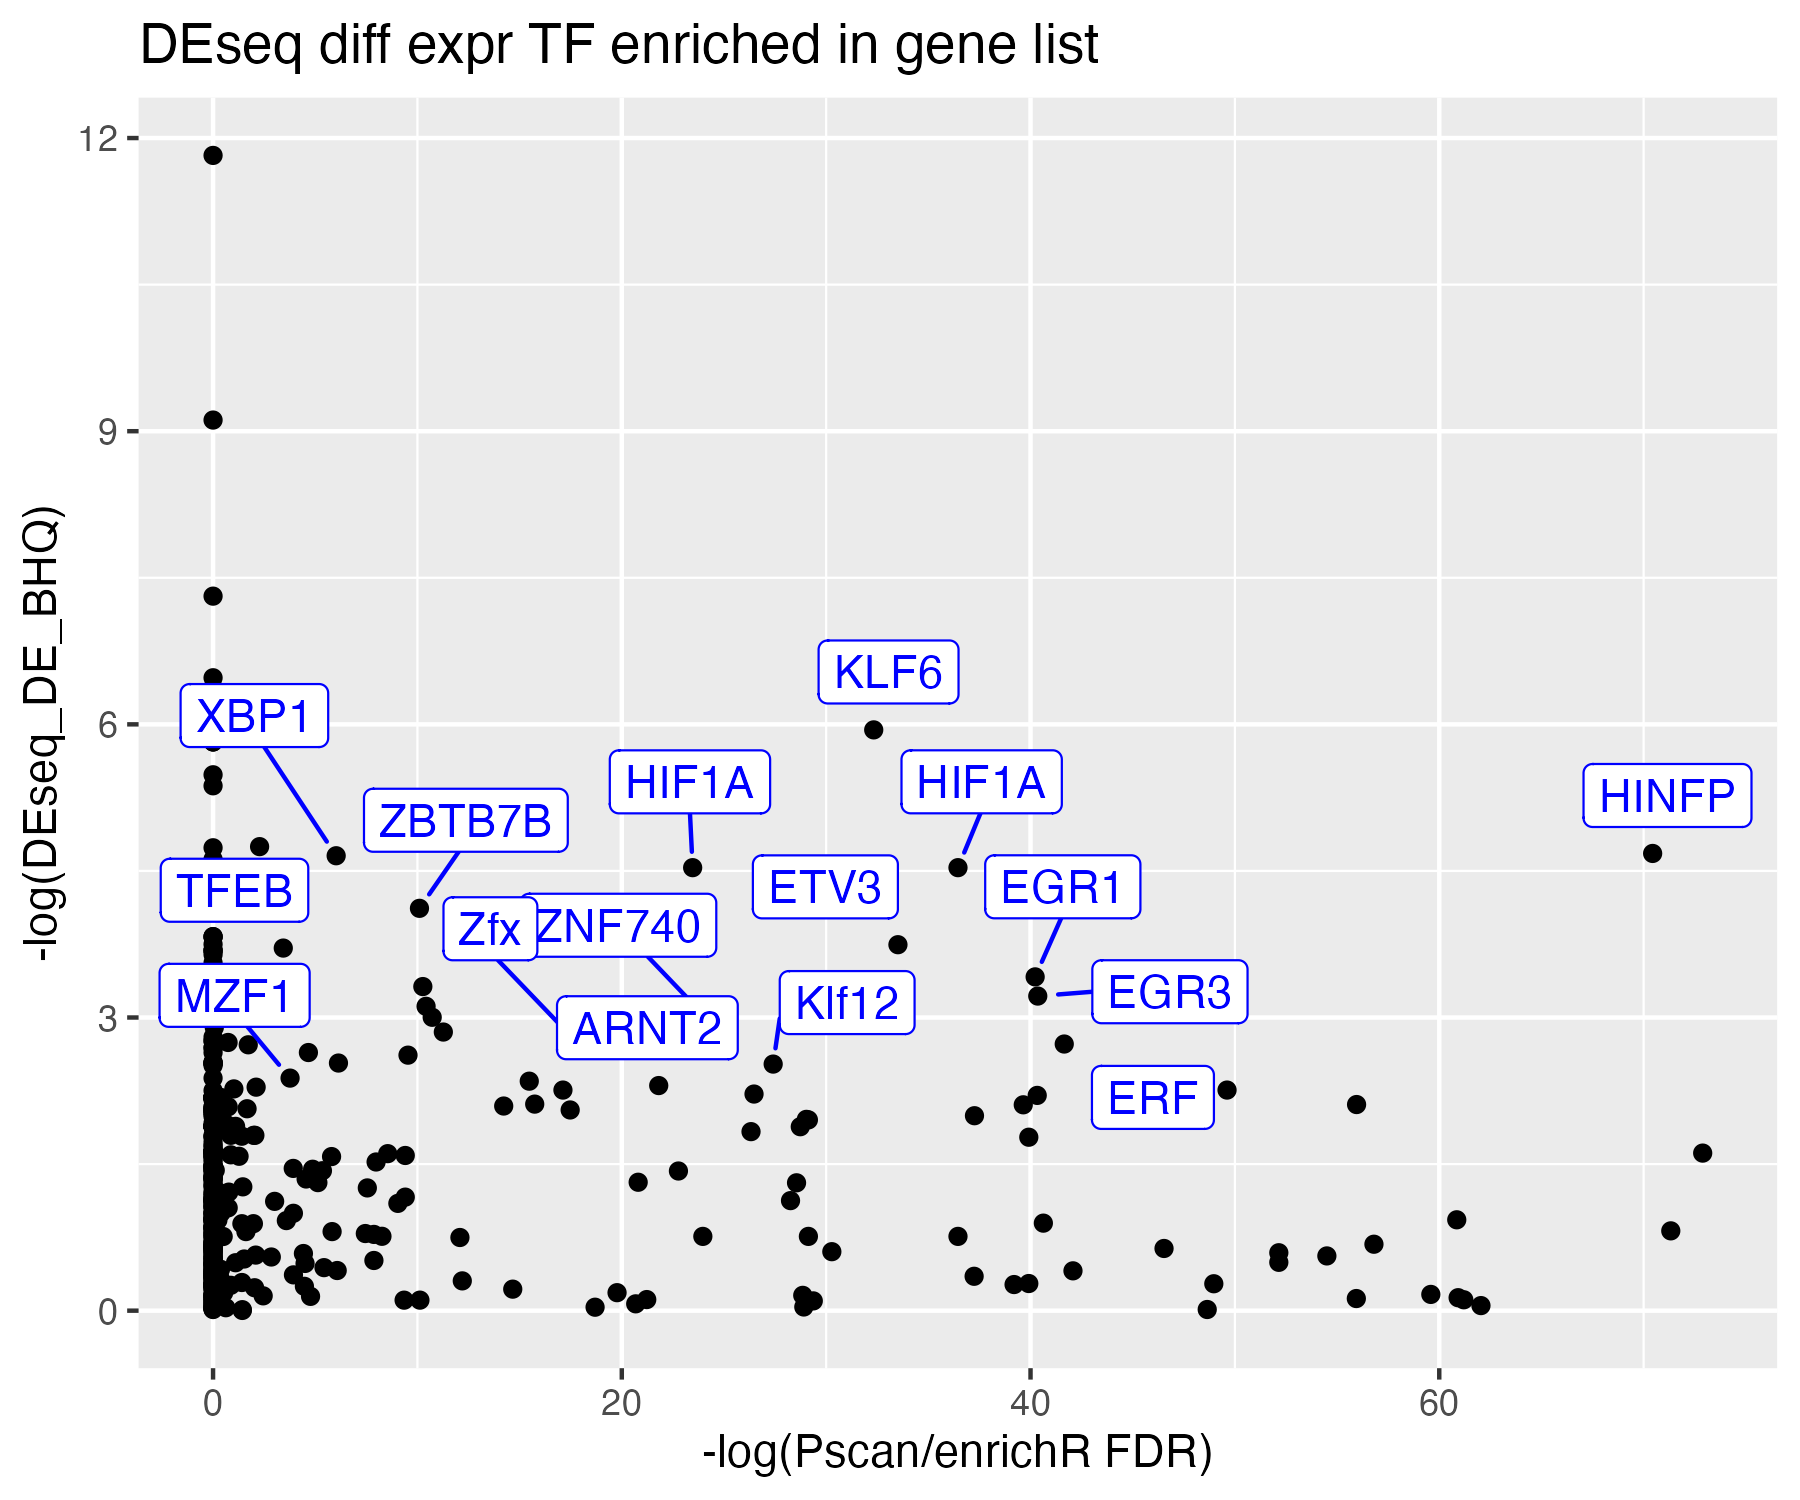 DEseq diff expr TF enriched in gene list
12
9
6
3
0
-log(DEseq_DE_BHQ)
KLF6
XBP1
HIF1A
HIF1A
HINFP
ZBTB7B
TFEB
ETV3
EGR1
Zfx
ZNF740
MZF1
Klf12
EGR3
ARNT2
ERF
0
20
40
60
-log(Pscan/enrichR FDR)